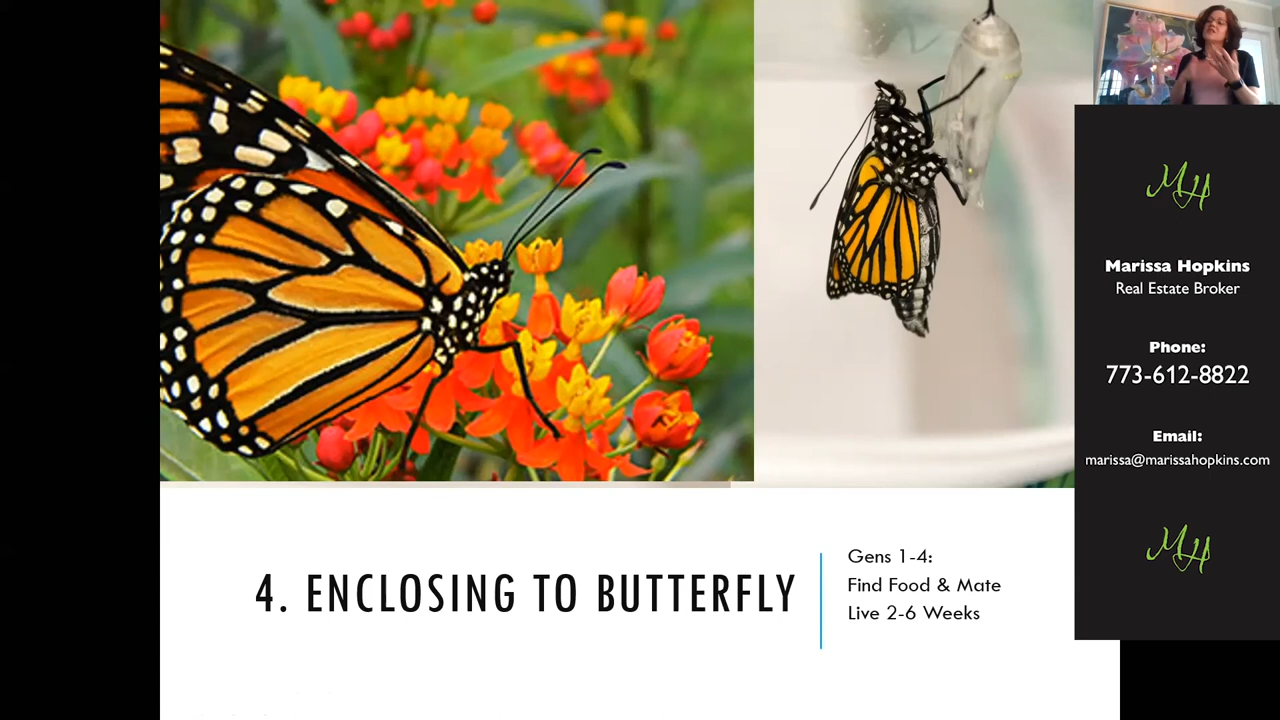 4. ENCLOSING TO BUTTERFLY
Gens 1-4:
Find Food & Mate
Live 2-6 Weeks
MH
Marissa Hopkins
Real Estate Broker
Phone:
773-612-8822
Email:
marissa@marissahopkins.com
MH